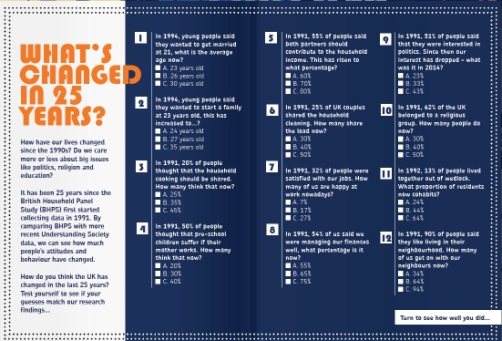 WHAT'S
CHANGED
IN 25
YEARS?
How have our lives changed
since the 1990s? Do we care
more or less about big issues
like politics, religion and
education?
It has been 25 years since the
British Household Panel
Study (BHPS) first started
collecting data in 1991. By
comparing BHPS with more
recent Understanding Society
data, we can see how much
people's attitudes and
behaviour have changed.
How do you think the UK has
changed in the last 25 years?
Test yourself to see if your
guesses match our research
findings...
1
In 1994, young people said
they wanted to get married
at 21, what is the average
age now?
A. 23 years old
B. 26 years old
C. 30 years old
2
In 1994, young people said
they wanted to start a family
at 23 years old, this has
increased to...?
A. 24 years old
B. 27 years old
C. 35 years old
3
In 1991, 20% of people
thought that the household
cooking should be shared.
How many think that now?
A. 25%
B. 35%
C. 45%
4
In 1991, 50% of people
thought that pre-school
children suffer if their
mother works. How many
think that now?
A. 20%
B. 30%
C. 40%
5
In 1991, 55% of people said
both partners should
contribute to the household
income. This has risen to
what percentage?
A. 60%
B. 70%
C. 80%
6
In 1991, 25% of UK couples
shared the household
cleaning. How many share
the load now?
A. 30%
B. 40%
C. 50%
7
In 1991, 32% of people were
satisfied with our jobs. How
many of us are happy at
work nowadays?
A. 7%
B. 17%
C. 27%
8
In 1991, 54% of us said we
were managing our finances
well, what percentage is it
now?
A. 55%
B. 65%
C. 75%
9
In 1991, 51% of people said
that they were interested in
politics. Since then our
interest has dropped - what
was it in 2014?
A. 23%
B. 33%
C. 43%
10
In 1991, 62% of the UK
belonged to a religious
group. How many people do
now?
A. 30%
B. 40%
C. 50%
11
In 1992, 13% of people lived
together out of wedlock.
What proportion of residents
now cohabits?
A. 24%
B. 44%
C. 64%
12
In 1991, 90% of people said
they like living in their
neighbourhood. How many
of us get on with our
neighbours now?
A. 34%
B. 64%
C. 94%
Turn to see how well you did...